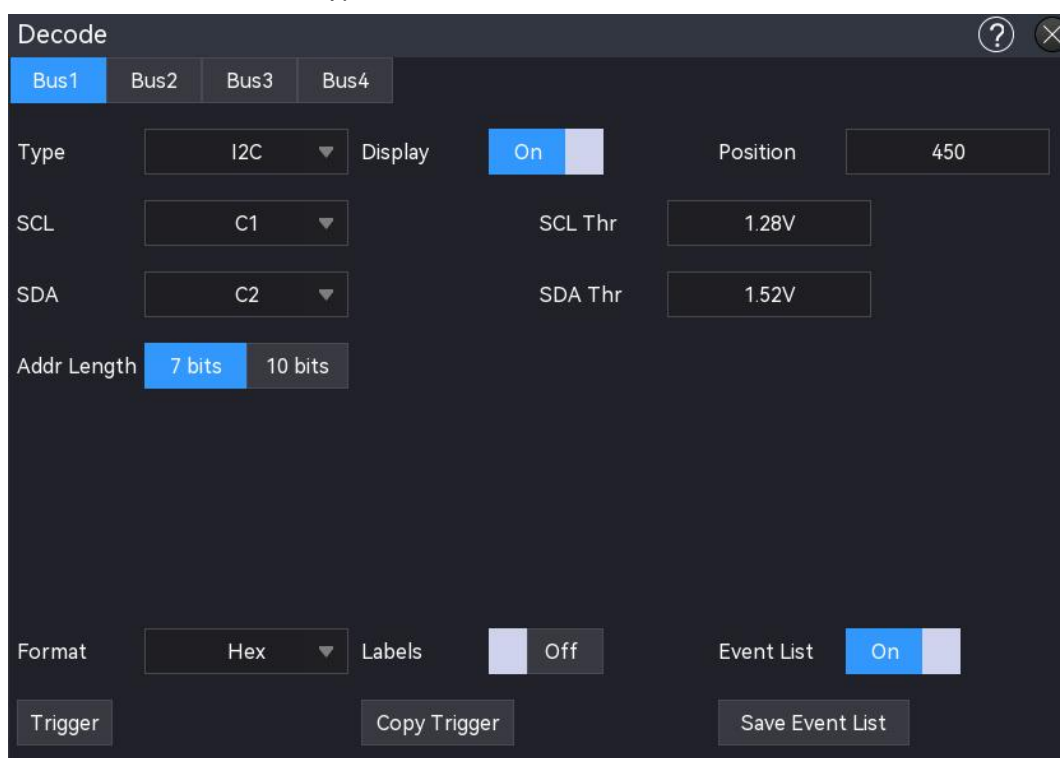 Decode ?
Bus1 Bus2 Bus3 Bus4
Type I2C Display On Position 450
SCL C1 SCL Thr 1.28V
SDA C2 SDA Thr 1.52V
Addr Length 7 bits 10 bits
Format Hex Labels Off Event List On
Trigger Copy Trigger Save Event List